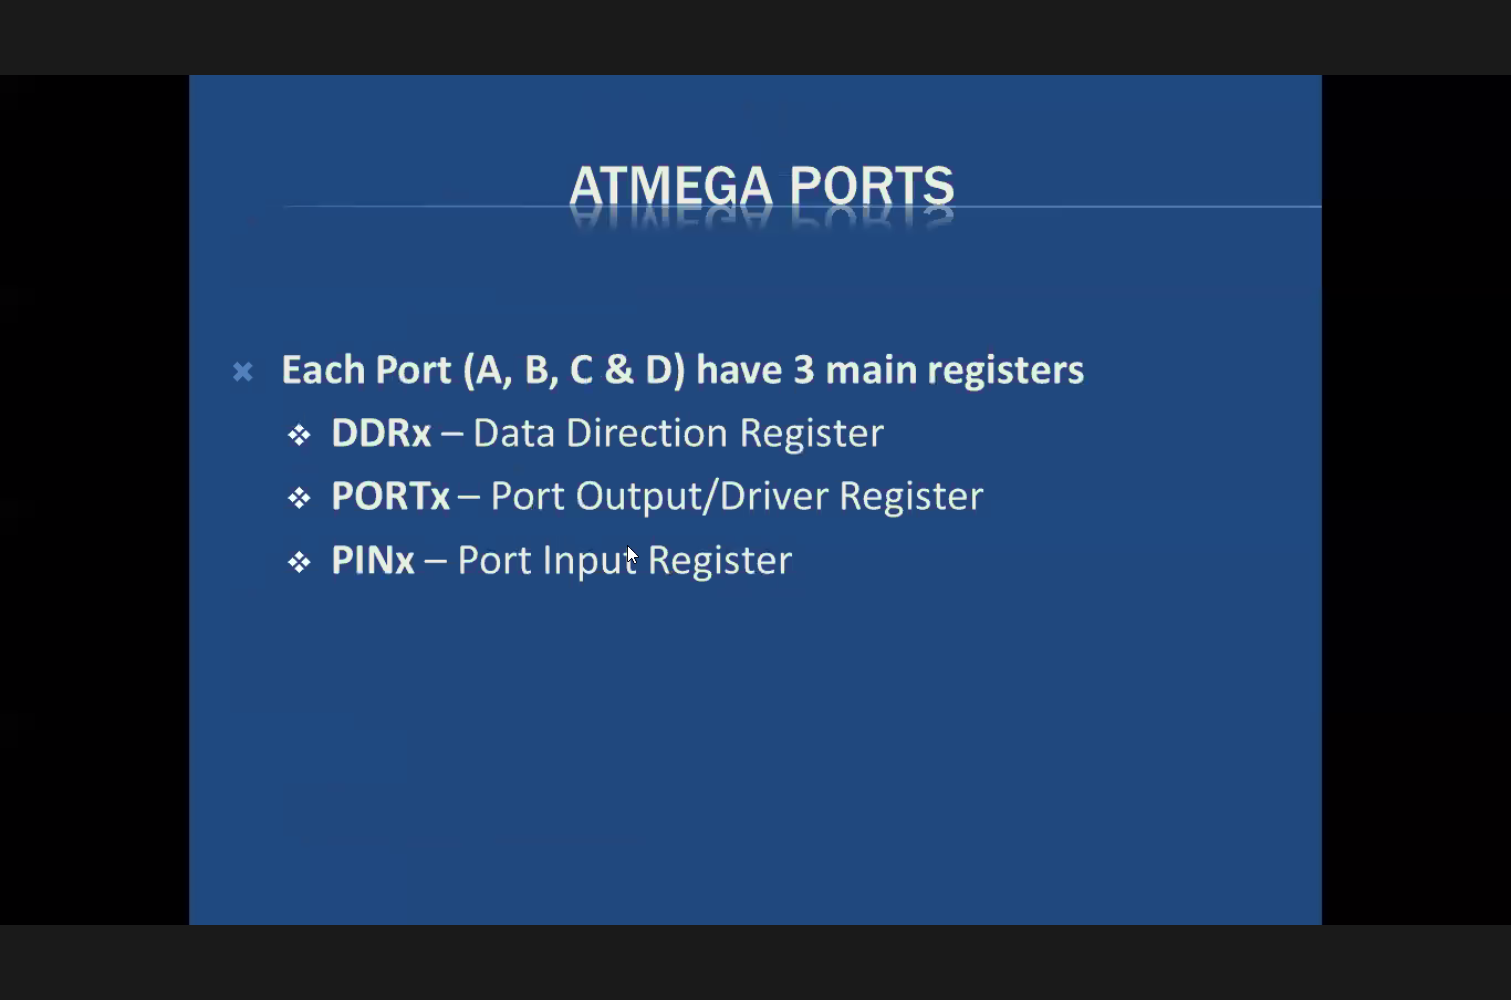 ATMEGA PORTS
Each Port (A, B, C & D) have 3 main registers
DDRx – Data Direction Register
PORTx – Port Output/Driver Register
PINx – Port Input Register